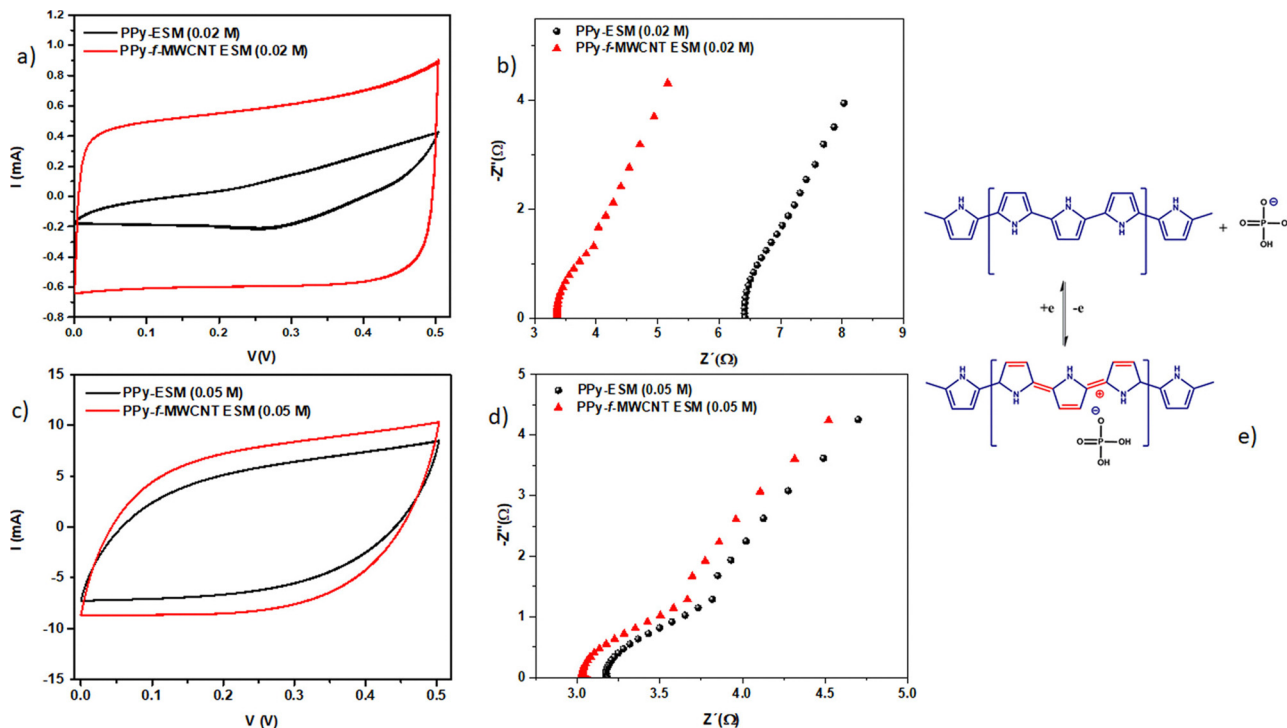 a)
PPy-ESM (0.02 M)
PPy-f-MWCNT ESM (0.02 M)
I (mA)
1.2
1.0
0.8
0.6
0.4
0.2
0.0
-0.2
-0.4
-0.6
-0.8
0.0 0.1 0.2 0.3 0.4 0.5
V (V)
b)
PPy-ESM (0.02 M)
PPy-f-MWCNT ESM (0.02 M)
-Z''(Ω)
4
2
0
3 4 5 6 7 8 9
Z´(Ω)
c)
PPy-ESM (0.05 M)
PPy-f-MWCNT ESM (0.05 M)
I (mA)
15
10
5
0
-5
-10
-15
0.0 0.1 0.2 0.3 0.4 0.5
V (V)
d)
PPy-ESM (0.05 M)
PPy-f-MWCNT ESM (0.05 M)
-Z''(Ω)
5
4
3
2
1
0
3.0 3.5 4.0 4.5 5.0
Z´(Ω)
H N H N H N
N H N H
+
O ⊖
O P O
OH
+e -e
H N H N H N
N H N H
⊕
⊖
O
O P OH
OH
e)